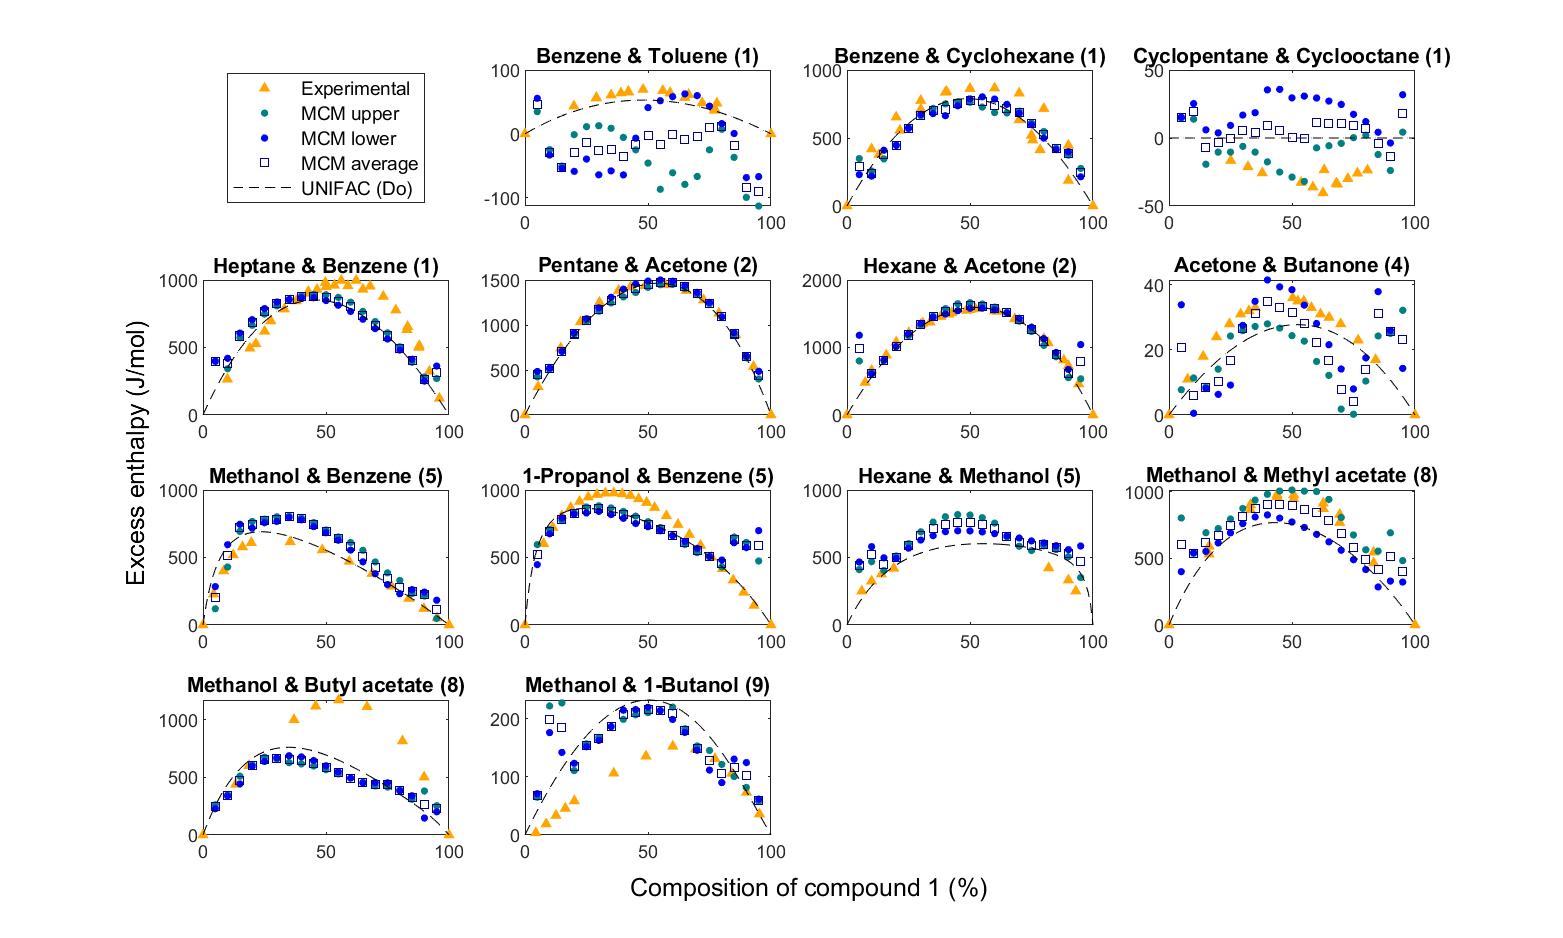 Experimental
MCM upper
MCM lower
MCM average
UNIFAC (Do)
Benzene & Toluene (1)
100
0
-100
0 50 100
Benzene & Cyclohexane (1)
1000
500
0
0 50 100
Cyclopentane & Cyclooctane (1)
50
0
-50
0 50 100
Heptane & Benzene (1)
1000
500
0
0 50 100
Pentane & Acetone (2)
1500
1000
500
0
0 50 100
Hexane & Acetone (2)
2000
1000
0
0 50 100
Acetone & Butanone (4)
40
20
0
0 50 100
Excess enthalpy (J/mol)
Methanol & Benzene (5)
1000
500
0
0 50 100
1-Propanol & Benzene (5)
1000
500
0
0 50 100
Hexane & Methanol (5)
1000
500
0
0 50 100
Methanol & Methyl acetate (8)
1000
500
0
0 50 100
Methanol & Butyl acetate (8)
1000
500
0
0 50 100
Methanol & 1-Butanol (9)
200
100
0
0 50 100
Composition of compound 1 (%)